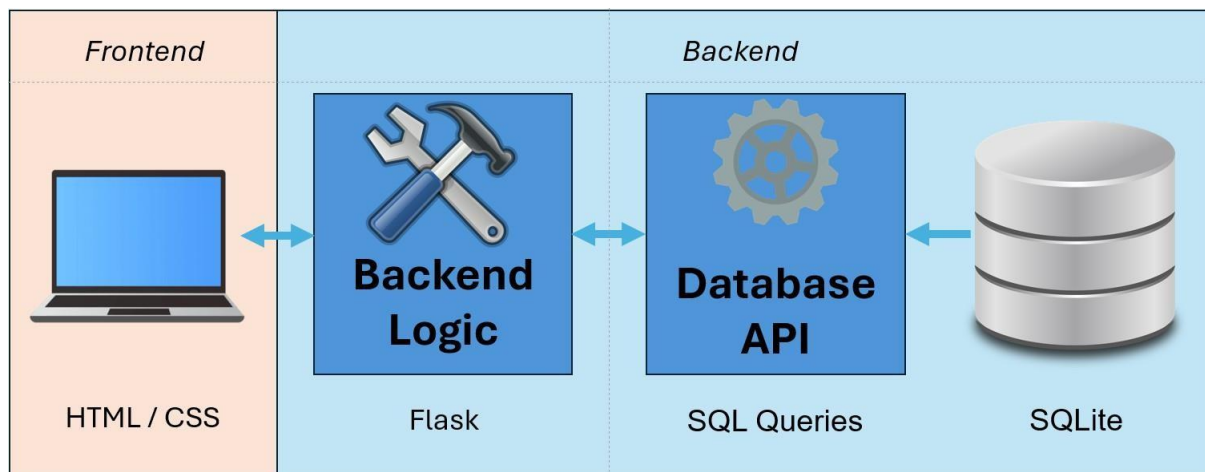 Frontend
Backend
Backend
Logic
Database
API
HTML / CSS
Flask
SQL Queries
SQLite